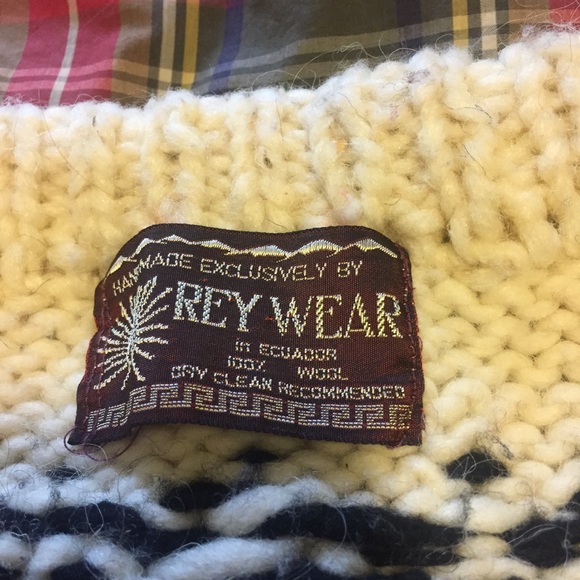 HANDMADE EXCLUSIVELY BY
REY WEAR
IN ECUADOR
100% WOOL
DRY CLEAN RECOMMENDED